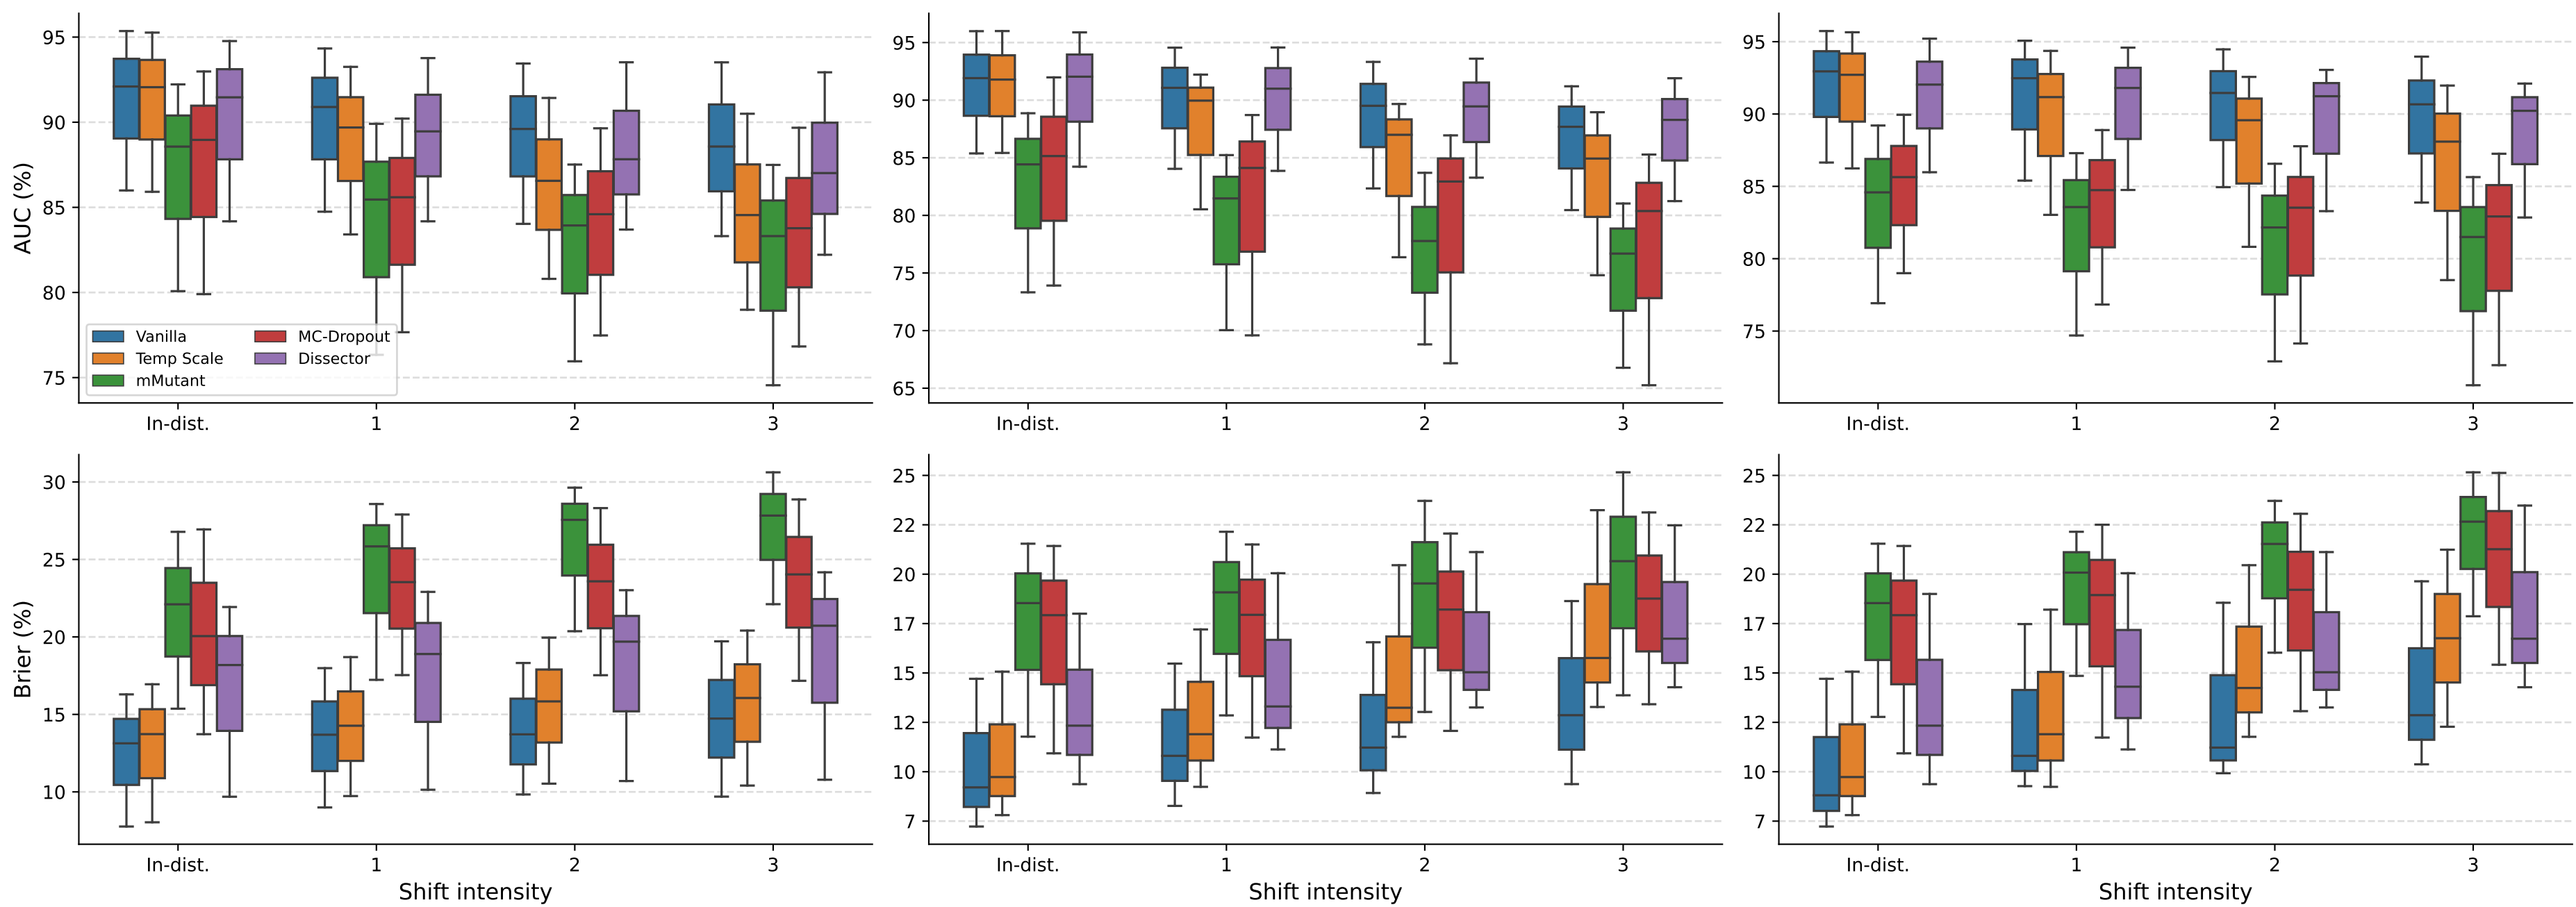 AUC (%)
95
90
85
80
75
Vanilla
Temp Scale
mMutant
MC-Dropout
Dissector
In-dist. 1 2 3
95
90
85
80
75
70
65
In-dist. 1 2 3
95
90
85
80
75
In-dist. 1 2 3
Brier (%)
30
25
20
15
10
In-dist. 1 2 3
Shift intensity
25
22
20
17
15
12
10
7
In-dist. 1 2 3
Shift intensity
25
22
20
17
15
12
10
7
In-dist. 1 2 3
Shift intensity